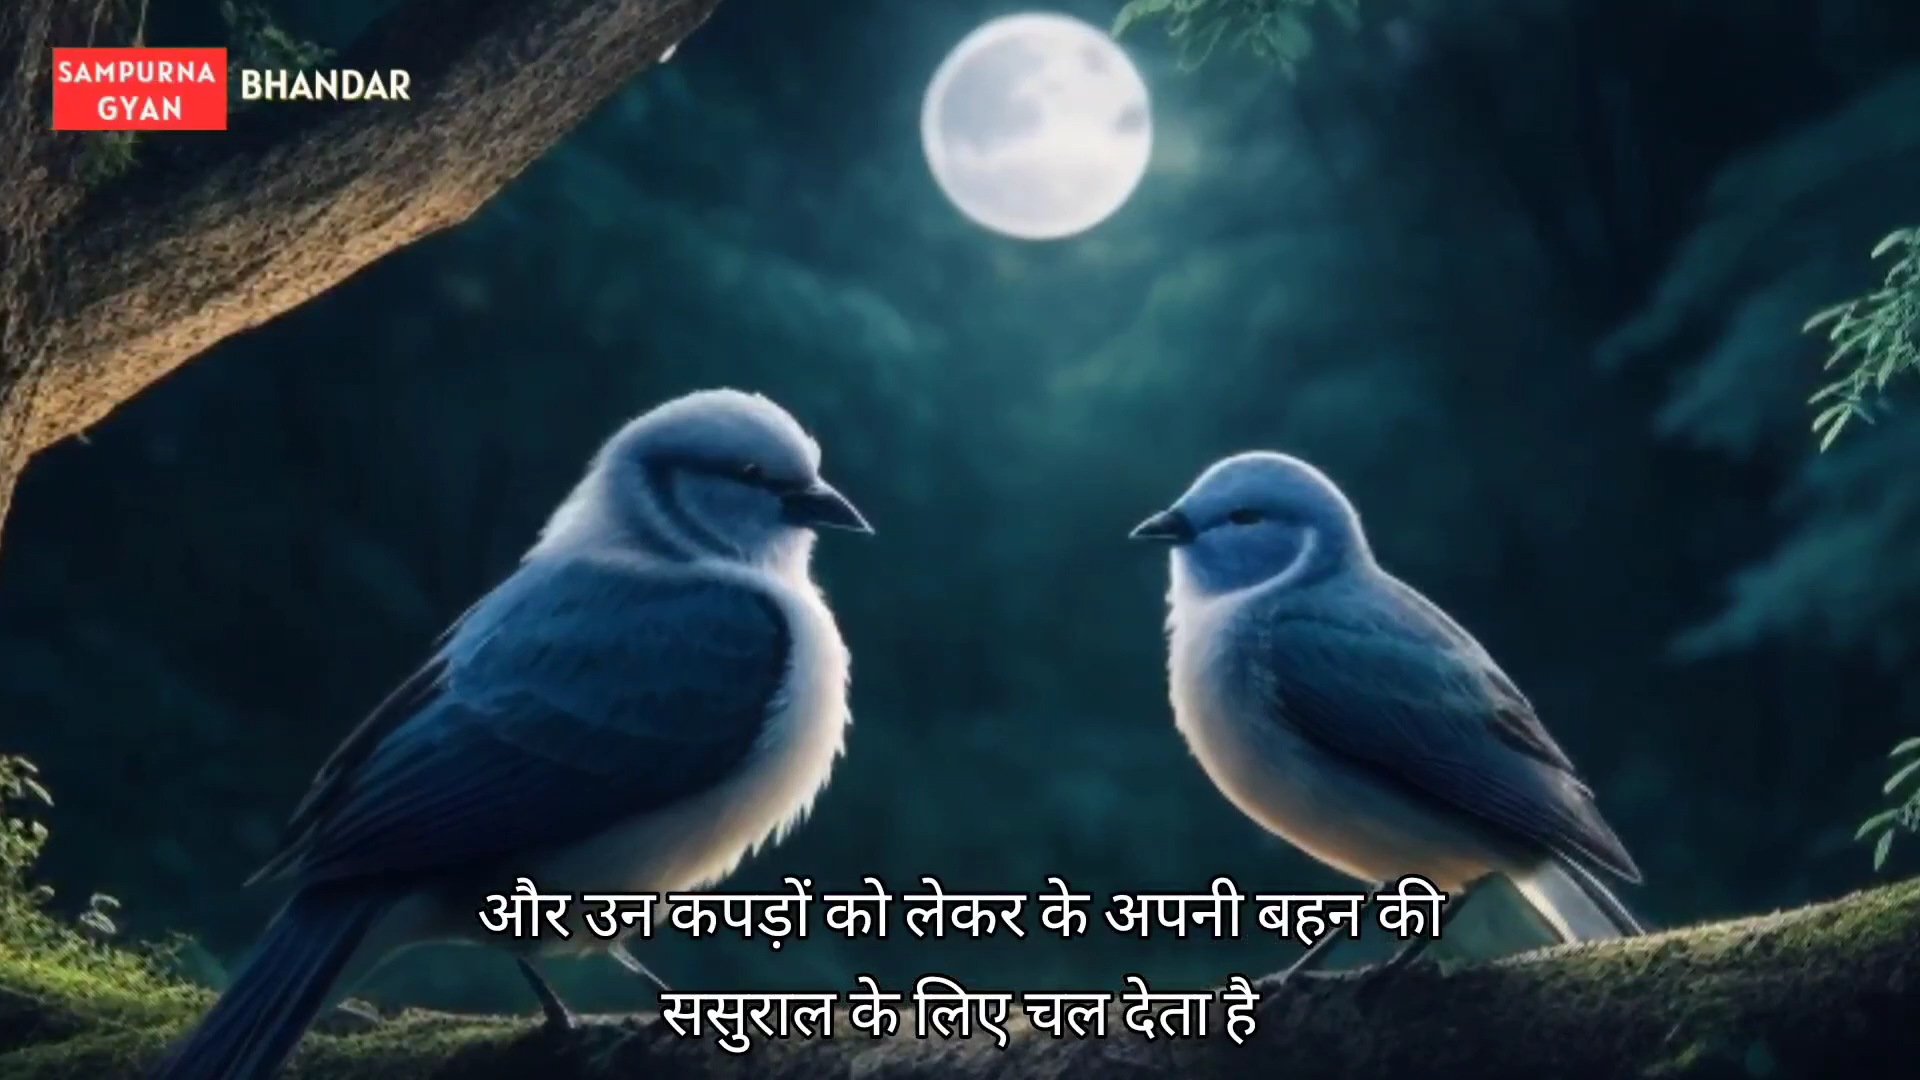 SAMPURNA
GYAN
BHANDAR
और उन कपड़ों को लेकर के अपनी बहन की
ससुराल के लिए चल देता है